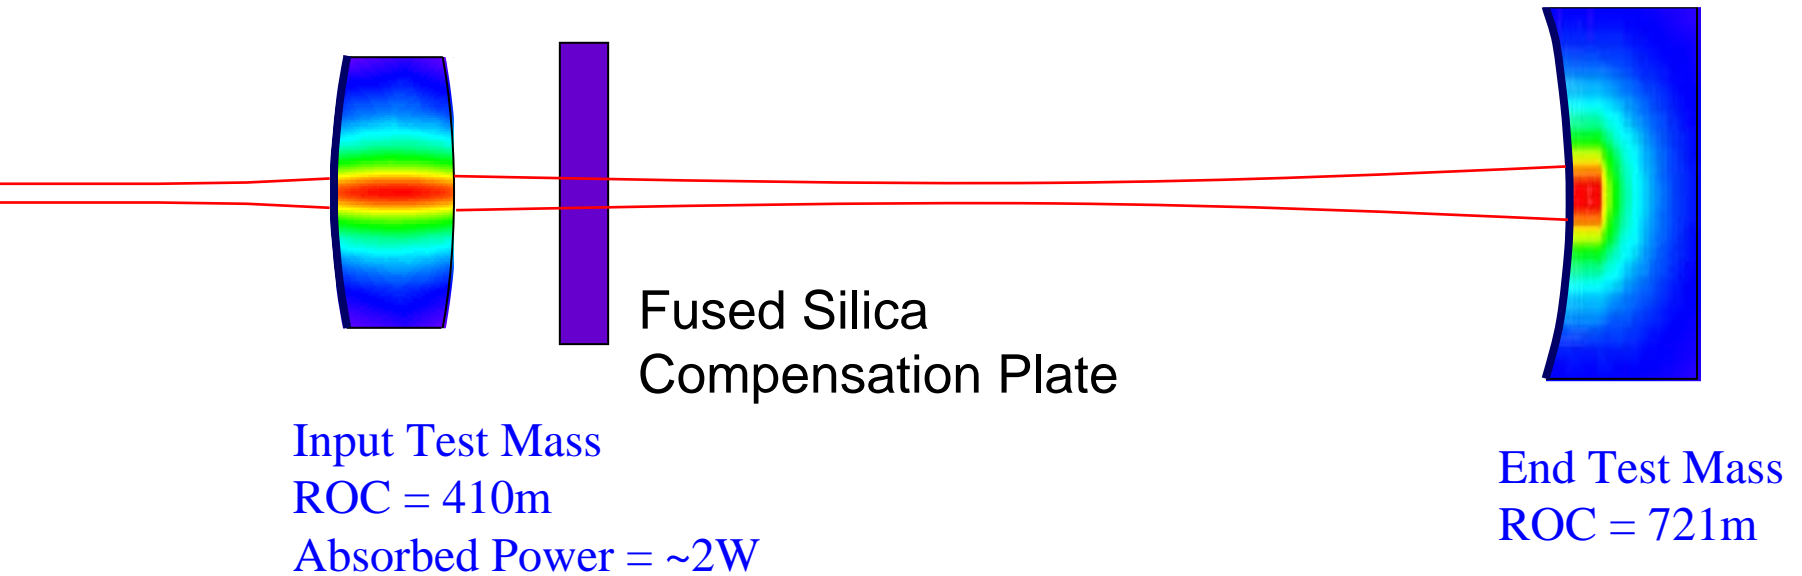 Fused Silica
Compensation Plate
Input Test Mass
ROC = 410m
Absorbed Power = ~2W
End Test Mass
ROC = 721m